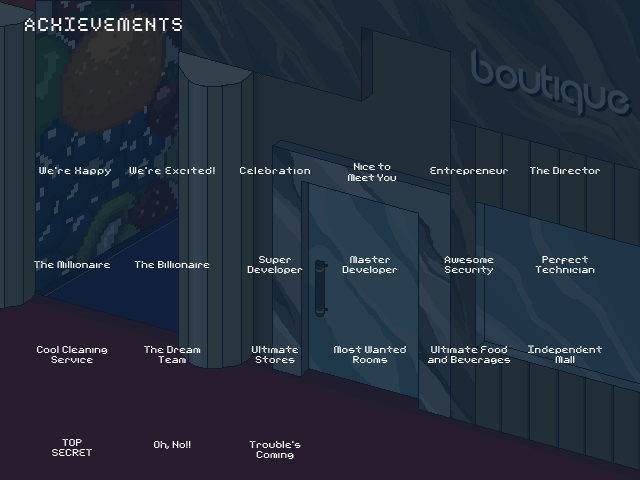 ACHIEVEMENTS
boutique
We're Happy We're Excited! Celebration Nice to Meet You Entrepreneur The Director
The Millionaire The Billionaire Super Developer Master Developer Awesome Security Perfect Technician
Cool Cleaning Service The Dream Team Ultimate Stores Most Wanted Rooms Ultimate Food and Beverages Independent Mall
TOP SECRET Oh, No!! Trouble's Coming